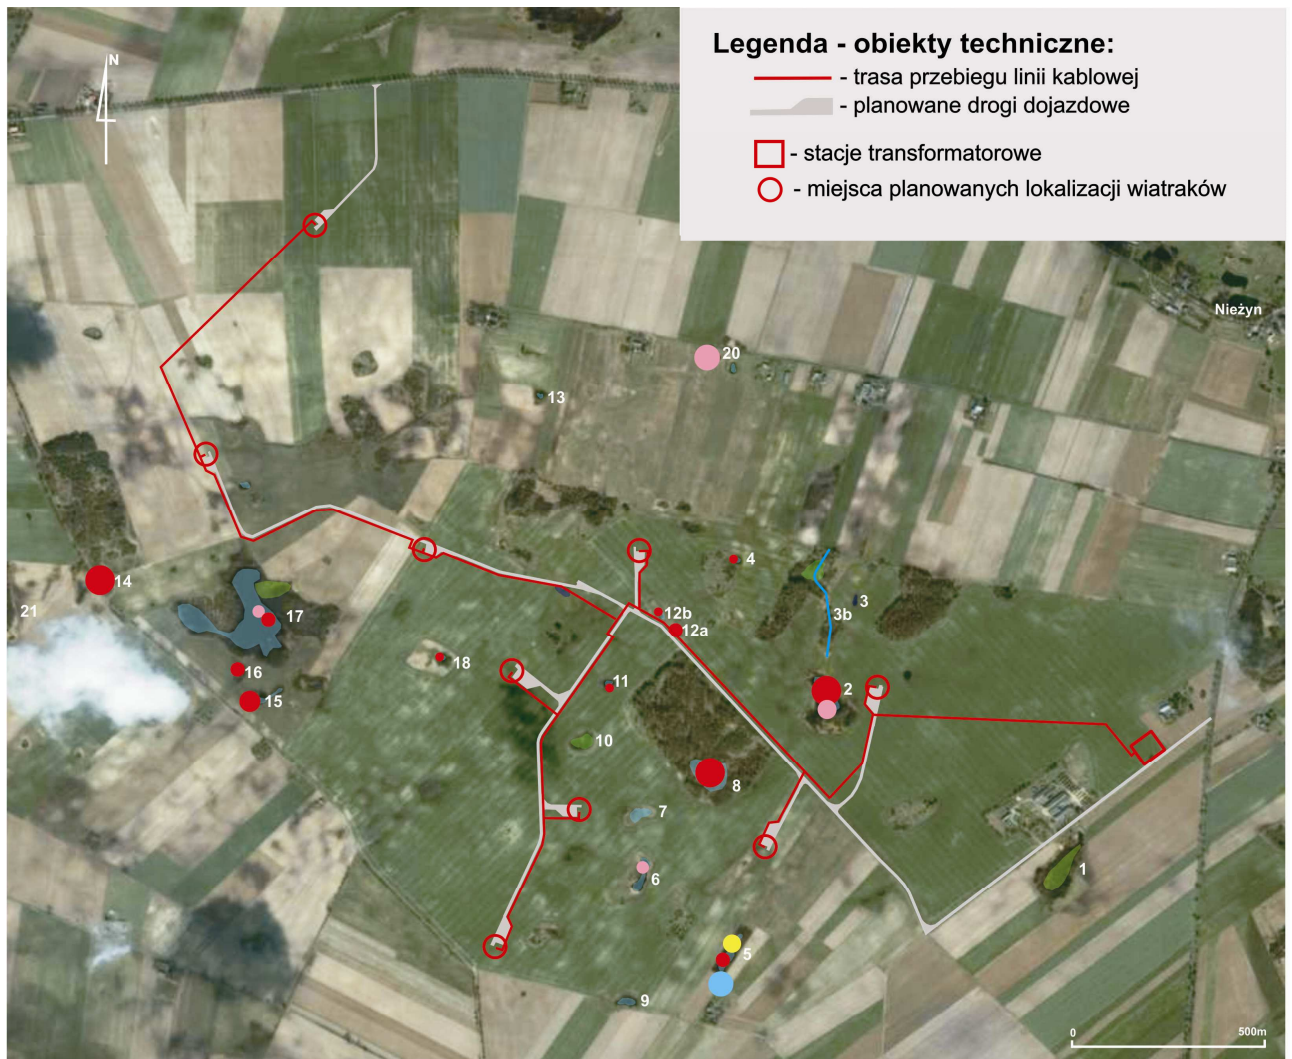 Legenda - obiekty techniczne:
- trasa przebiegu linii kablowej
- planowane drogi dojazdowe
- stacje transformatorowe
- miejsca planowanych lokalizacji wiatraków
N
Nieżyn
20
13
4
14
3
21
17
12b
3b
12a
18
16
11
2
15
10
8
7
1
6
5
9
0
500m